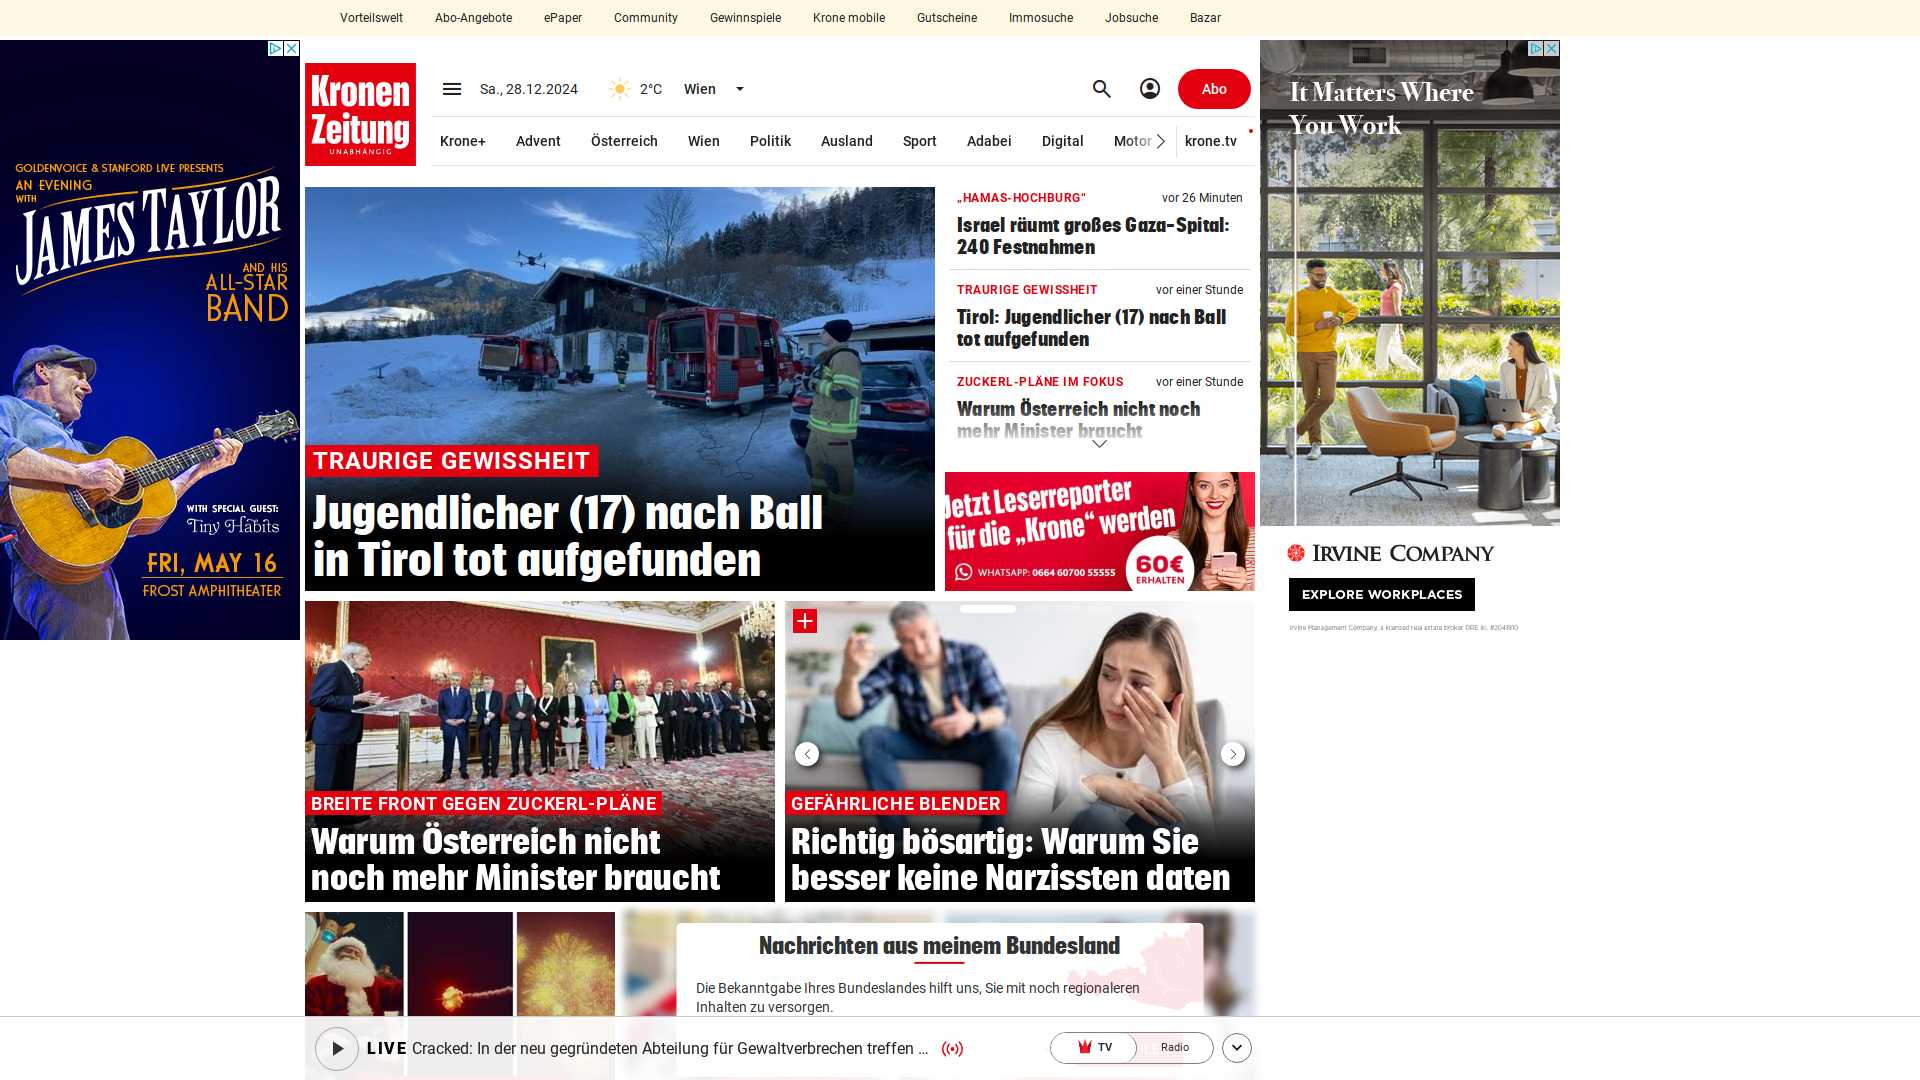 Vorteilswelt
Abo-Angebote
ePaper
Community
Gewinnspiele
Krone mobile
Gutscheine
Immosuche
Jobsuche
Bazar
Kronen
Zeitung
UNABHÄNGIG
Sa., 28.12.2024
2°C
Wien
Abo
Krone+
Advent
Österreich
Wien
Politik
Ausland
Sport
Adabei
Digital
Motor
krone.tv
GOLDENVOICE & STANFORD LIVE PRESENTS
AN EVENING
WITH
JAMES TAYLOR
AND HIS
ALL-STAR
BAND
WITH SPECIAL GUEST:
Tiny Habits
FRI, MAY 16
FROST AMPHITHEATER
TRAURIGE GEWISSHEIT
Jugendlicher (17) nach Ball
in Tirol tot aufgefunden
„HAMAS-HOCHBURG“
vor 26 Minuten
Israel räumt großes Gaza-Spital:
240 Festnahmen
TRAURIGE GEWISSHEIT
vor einer Stunde
Tirol: Jugendlicher (17) nach Ball
tot aufgefunden
ZUCKERL-PLÄNE IM FOKUS
vor einer Stunde
Warum Österreich nicht noch
mehr Minister braucht
Jetzt Leserreporter
für die „Krone“ werden
WHATSAPP: 0664 60700 55555
60€
ERHALTEN
It Matters Where
You Work
IRVINE COMPANY
EXPLORE WORKPLACES
Irvine Management Company, a licensed real estate broker DRE lic. #2041810
BREITE FRONT GEGEN ZUCKERL-PLÄNE
Warum Österreich nicht
noch mehr Minister braucht
GEFÄHRLICHE BLENDER
Richtig bösartig: Warum Sie
besser keine Narzissten daten
Nachrichten aus meinem Bundesland
Die Bekanntgabe Ihres Bundeslandes hilft uns, Sie mit noch regionaleren
Inhalten zu versorgen.
LIVE Cracked: In der neu gegründeten Abteilung für Gewaltverbrechen treffen ...
TV
Radio